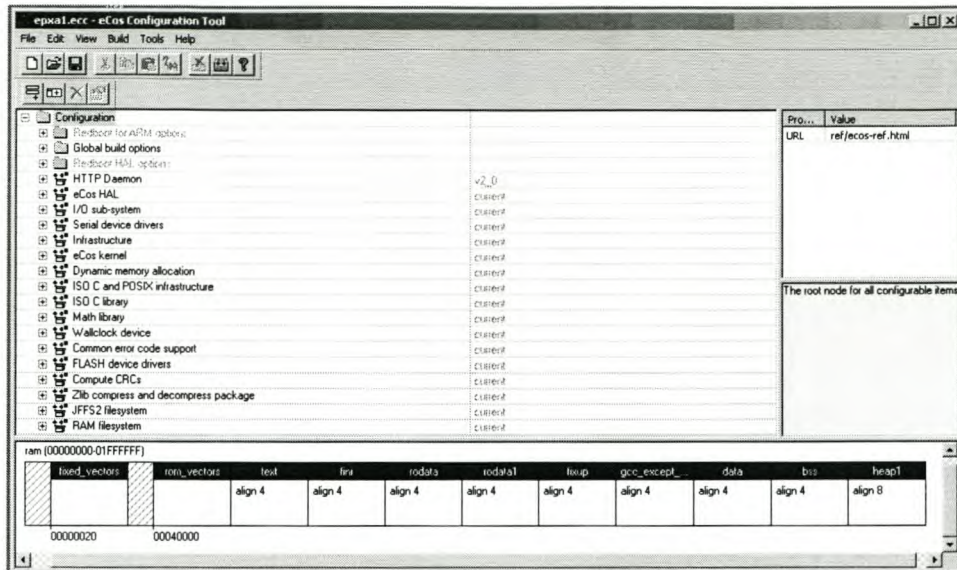 epxa1.ecc - eCos Configuration Tool
File Edit View Build Tools Help
Configuration
Redboot for ARM options
Global build options
Redboot HAL options
HTTP Daemon v2_0
eCos HAL current
I/O sub-system current
Serial device drivers current
Infrastructure current
eCos kernel current
Dynamic memory allocation current
ISO C and POSIX infrastructure current
ISO C library current
Math library current
Wallclock device current
Common error code support current
FLASH device drivers current
Compute CRCs current
Zlib compress and decompress package current
JFFS2 filesystem current
RAM filesystem current
Pro... Value
URL ref/ecos-ref.html
The root node for all configurable items
ram (00000000-01FFFFFF)
fixed_vectors rom_vectors text fini rodata rodata1 fixup gcc_except_... data bss heap1
align 4 align 4 align 4 align 4 align 4 align 4 align 4 align 4 align 8
00000020 00040000